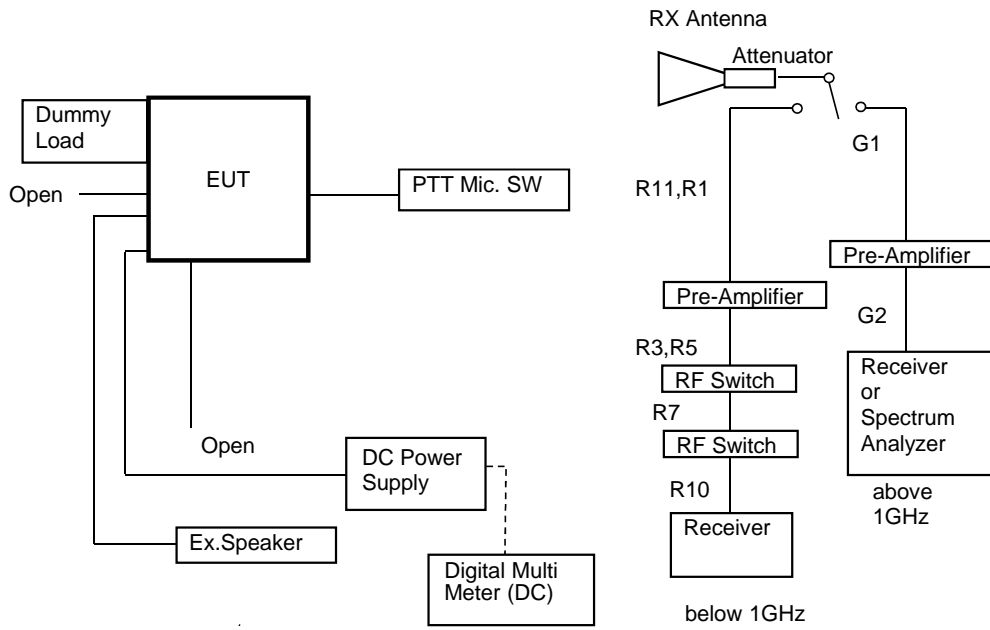 RX Antenna
Attenuator
Dummy
Load
EUT
Open
PTT Mic. SW
G1
R11,R1
Pre-Amplifier
Pre-Amplifier
G2
R3,R5
RF Switch
Receiver
or
Spectrum
Analyzer
R7
RF Switch
Open
DC Power
Supply
R10
above
1GHz
Receiver
Ex.Speaker
Digital Multi
Meter (DC)
below 1GHz